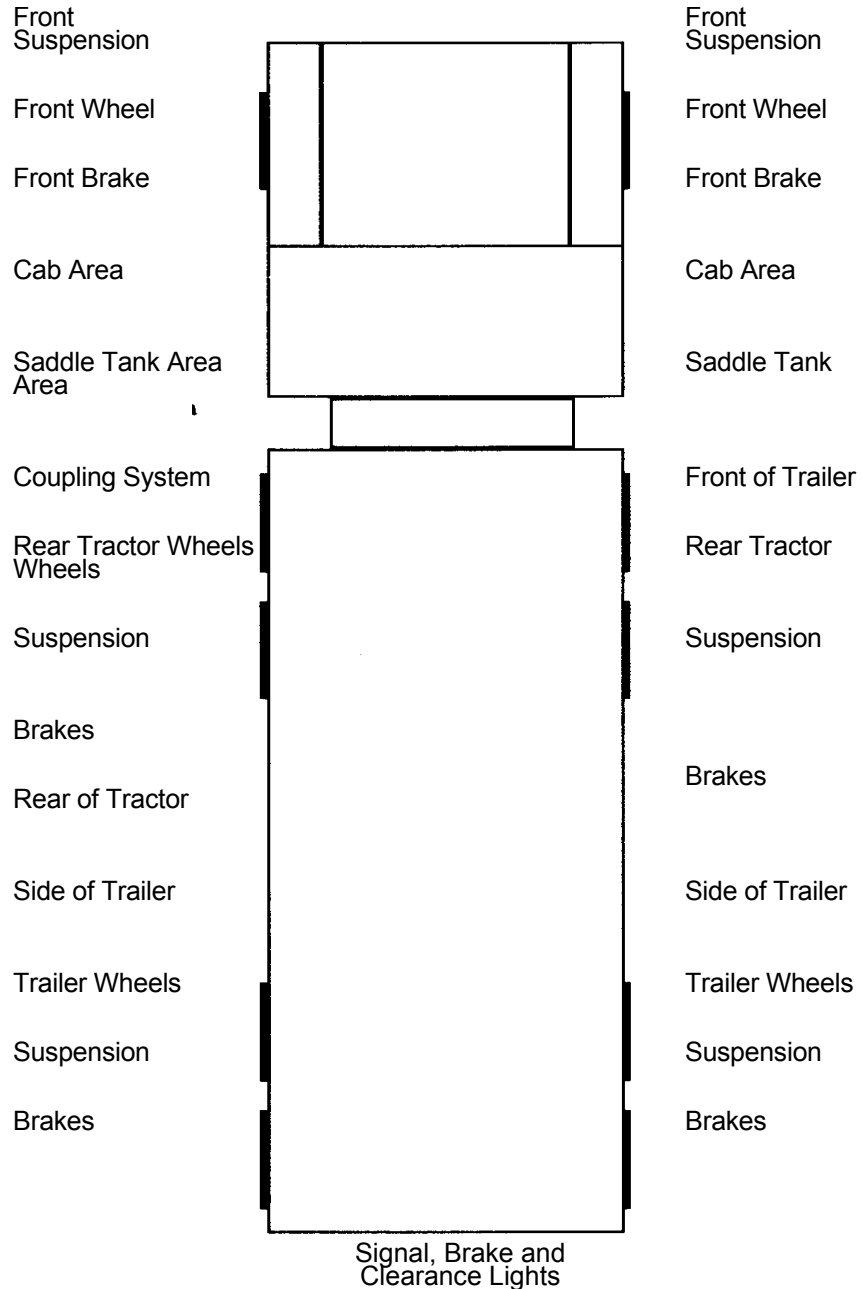 Front
Suspension
Front Wheel
Front Brake
Cab Area
Saddle Tank Area
Area
Coupling System
Rear Tractor Wheels
Wheels
Suspension
Brakes
Rear of Tractor
Side of Trailer
Trailer Wheels
Suspension
Brakes
Front
Suspension
Front Wheel
Front Brake
Cab Area
Saddle Tank
Front of Trailer
Rear Tractor
Suspension
Brakes
Side of Trailer
Trailer Wheels
Suspension
Brakes
Signal, Brake and
Clearance Lights